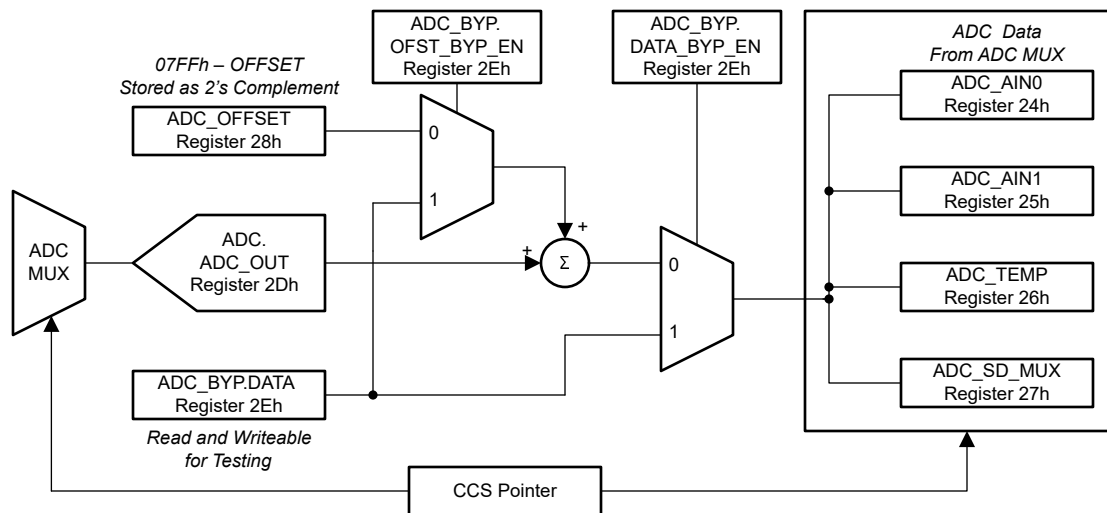 ADC_BYP.
OFST_BYP_EN
Register 2Eh
ADC_BYP.
DATA_BYP_EN
Register 2Eh
ADC Data
From ADC MUX
07FFh – OFFSET
Stored as 2's Complement
ADC_OFFSET
Register 28h
0
1
ADC_AIN0
Register 24h
ADC_AIN1
Register 25h
ADC
MUX
ADC.
ADC_OUT
Register 2Dh
+
+
Σ
0
1
ADC_TEMP
Register 26h
ADC_SD_MUX
Register 27h
ADC_BYP.DATA
Register 2Eh
Read and Writeable
for Testing
CCS Pointer